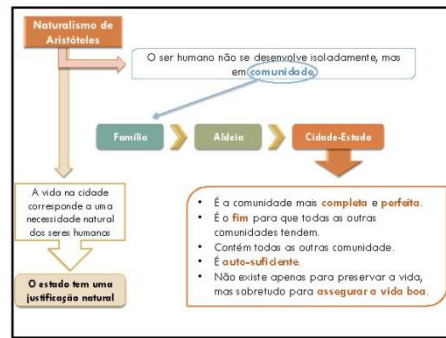 Naturalismo de
Aristóteles
O ser humano não se desenvolve isoladamente, mas
em comunidade.
Família
Aldeia
Cidade-Estado
A vida na cidade
corresponde a uma
necessidade natural
dos seres humanos
O estado tem uma
justificação natural
• É a comunidade mais completa e perfeita.
• É o fim para que todas as outras
comunidades tendem.
• Contém todas as outras comunidade.
• É auto-suficiente.
• Não existe apenas para preservar a vida,
mas sobretudo para assegurar a vida boa.